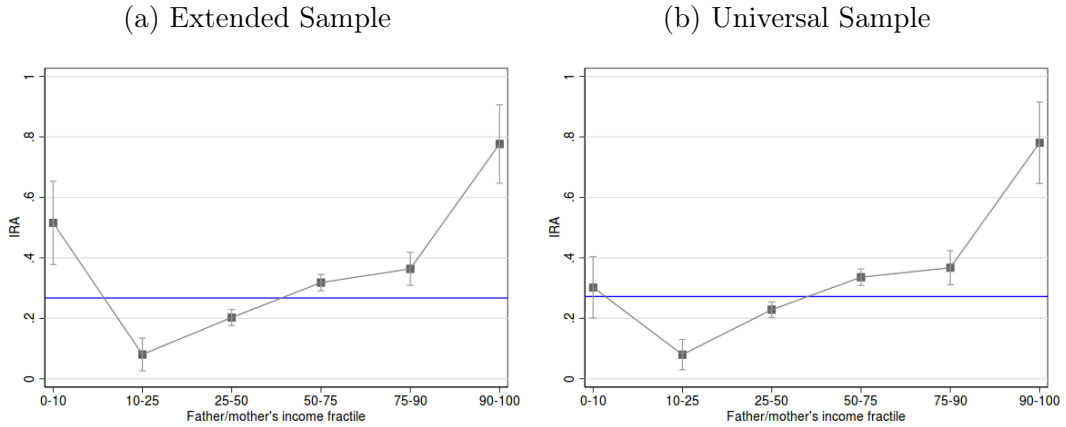 (a) Extended Sample
1
.8
.6
.4
.2
0
IRA
0-10 10-25 25-50 50-75 75-90 90-100
Father/mother's income fractile
(b) Universal Sample
1
.8
.6
.4
.2
0
IRA
0-10 10-25 25-50 50-75 75-90 90-100
Father/mother's income fractile